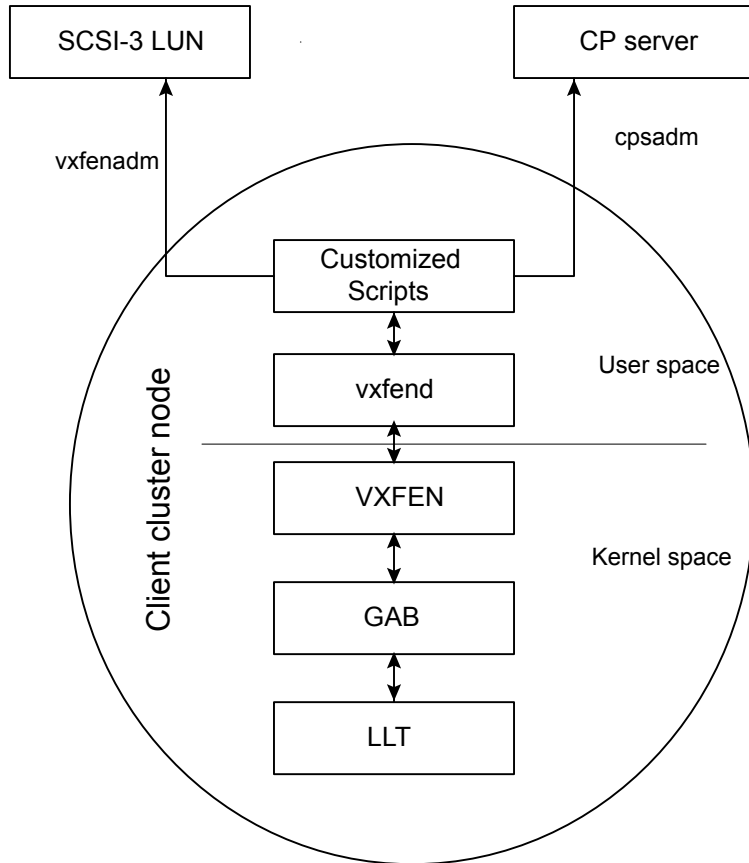 SCSI-3 LUN
CP server
vxfenadm
cpsadm
Customized
Scripts
vxfend
User space
Client cluster node
VXFEN
Kernel space
GAB
LLT